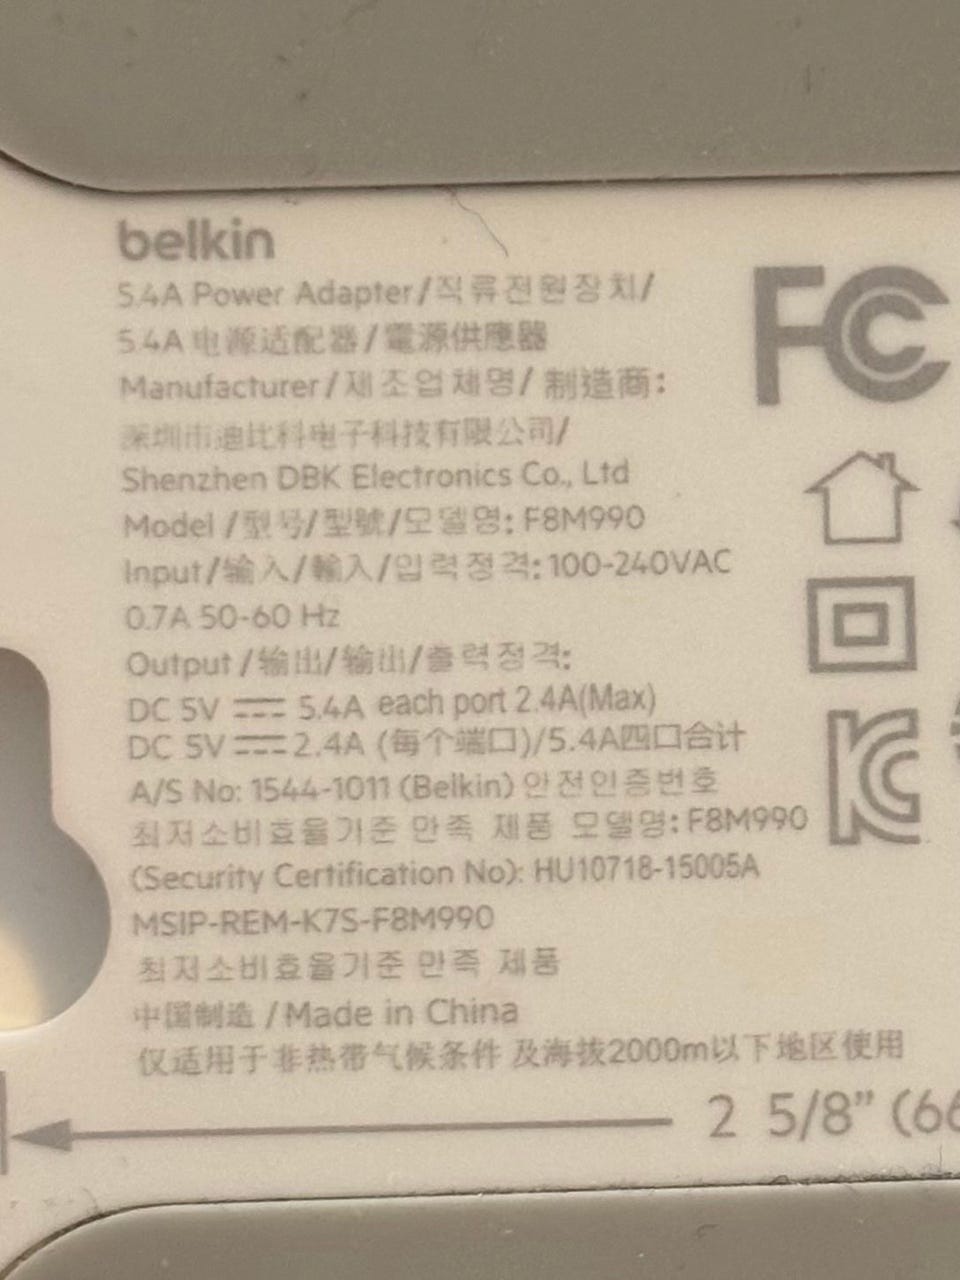 belkin
5.4A Power Adapter/직류전원장치/
5.4A 电源适配器/電源供應器
FC
Manufacturer/제조업체명/制造商:
深圳市迪比科电子科技有限公司/
Shenzhen DBK Electronics Co., Ltd
Model /型号/型號/모델명: F8M990
Input/输入/輸入/입력정격: 100-240VAC
0.7A 50-60 Hz
Output/输出/输出/출력정격:
DC 5V ⎓ 5.4A each port 2.4A(Max)
DC 5V⎓2.4A (每个端口)/5.4A四口合计
A/S No: 1544-1011 (Belkin) 안전인증번호
최저소비효율기준 만족 제품 모델명: F8M990
(Security Certification No): HU10718-15005A
MSIP-REM-K7S-F8M990
최저소비효율기준 만족 제품
中国制造 /Made in China
仅适用于非热带气候条件 及海拔2000m以下地区使用
2 5/8” (66